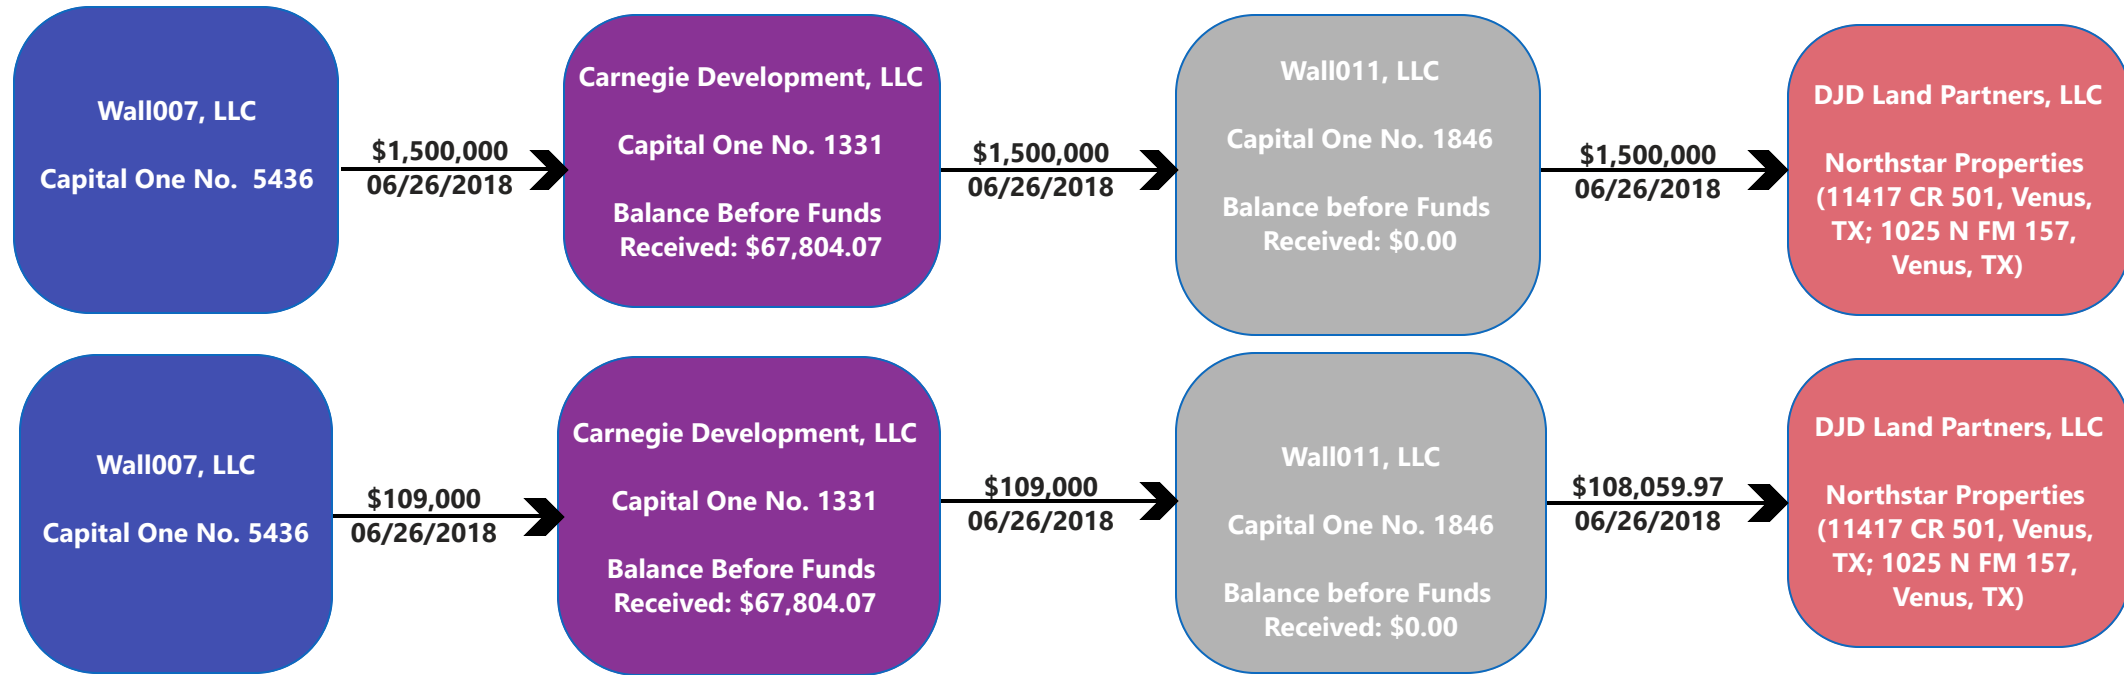 Wall007, LLC
Capital One No.  5436
$1,500,000
06/26/2018
Carnegie Development, LLC
Capital One No. 1331
Balance Before Funds
Received: $67,804.07
$1,500,000
06/26/2018
Wall011, LLC
Capital One No. 1846
Balance before Funds
Received: $0.00
$1,500,000
06/26/2018
DJD Land Partners, LLC
Northstar Properties
(11417 CR 501, Venus,
TX; 1025 N FM 157,
Venus, TX)
Wall007, LLC
Capital One No. 5436
$109,000
06/26/2018
Carnegie Development, LLC
Capital One No. 1331
Balance Before Funds
Received: $67,804.07
$109,000
06/26/2018
Wall011, LLC
Capital One No. 1846
Balance before Funds
Received: $0.00
$108,059.97
06/26/2018
DJD Land Partners, LLC
Northstar Properties
(11417 CR 501, Venus,
TX; 1025 N FM 157,
Venus, TX)